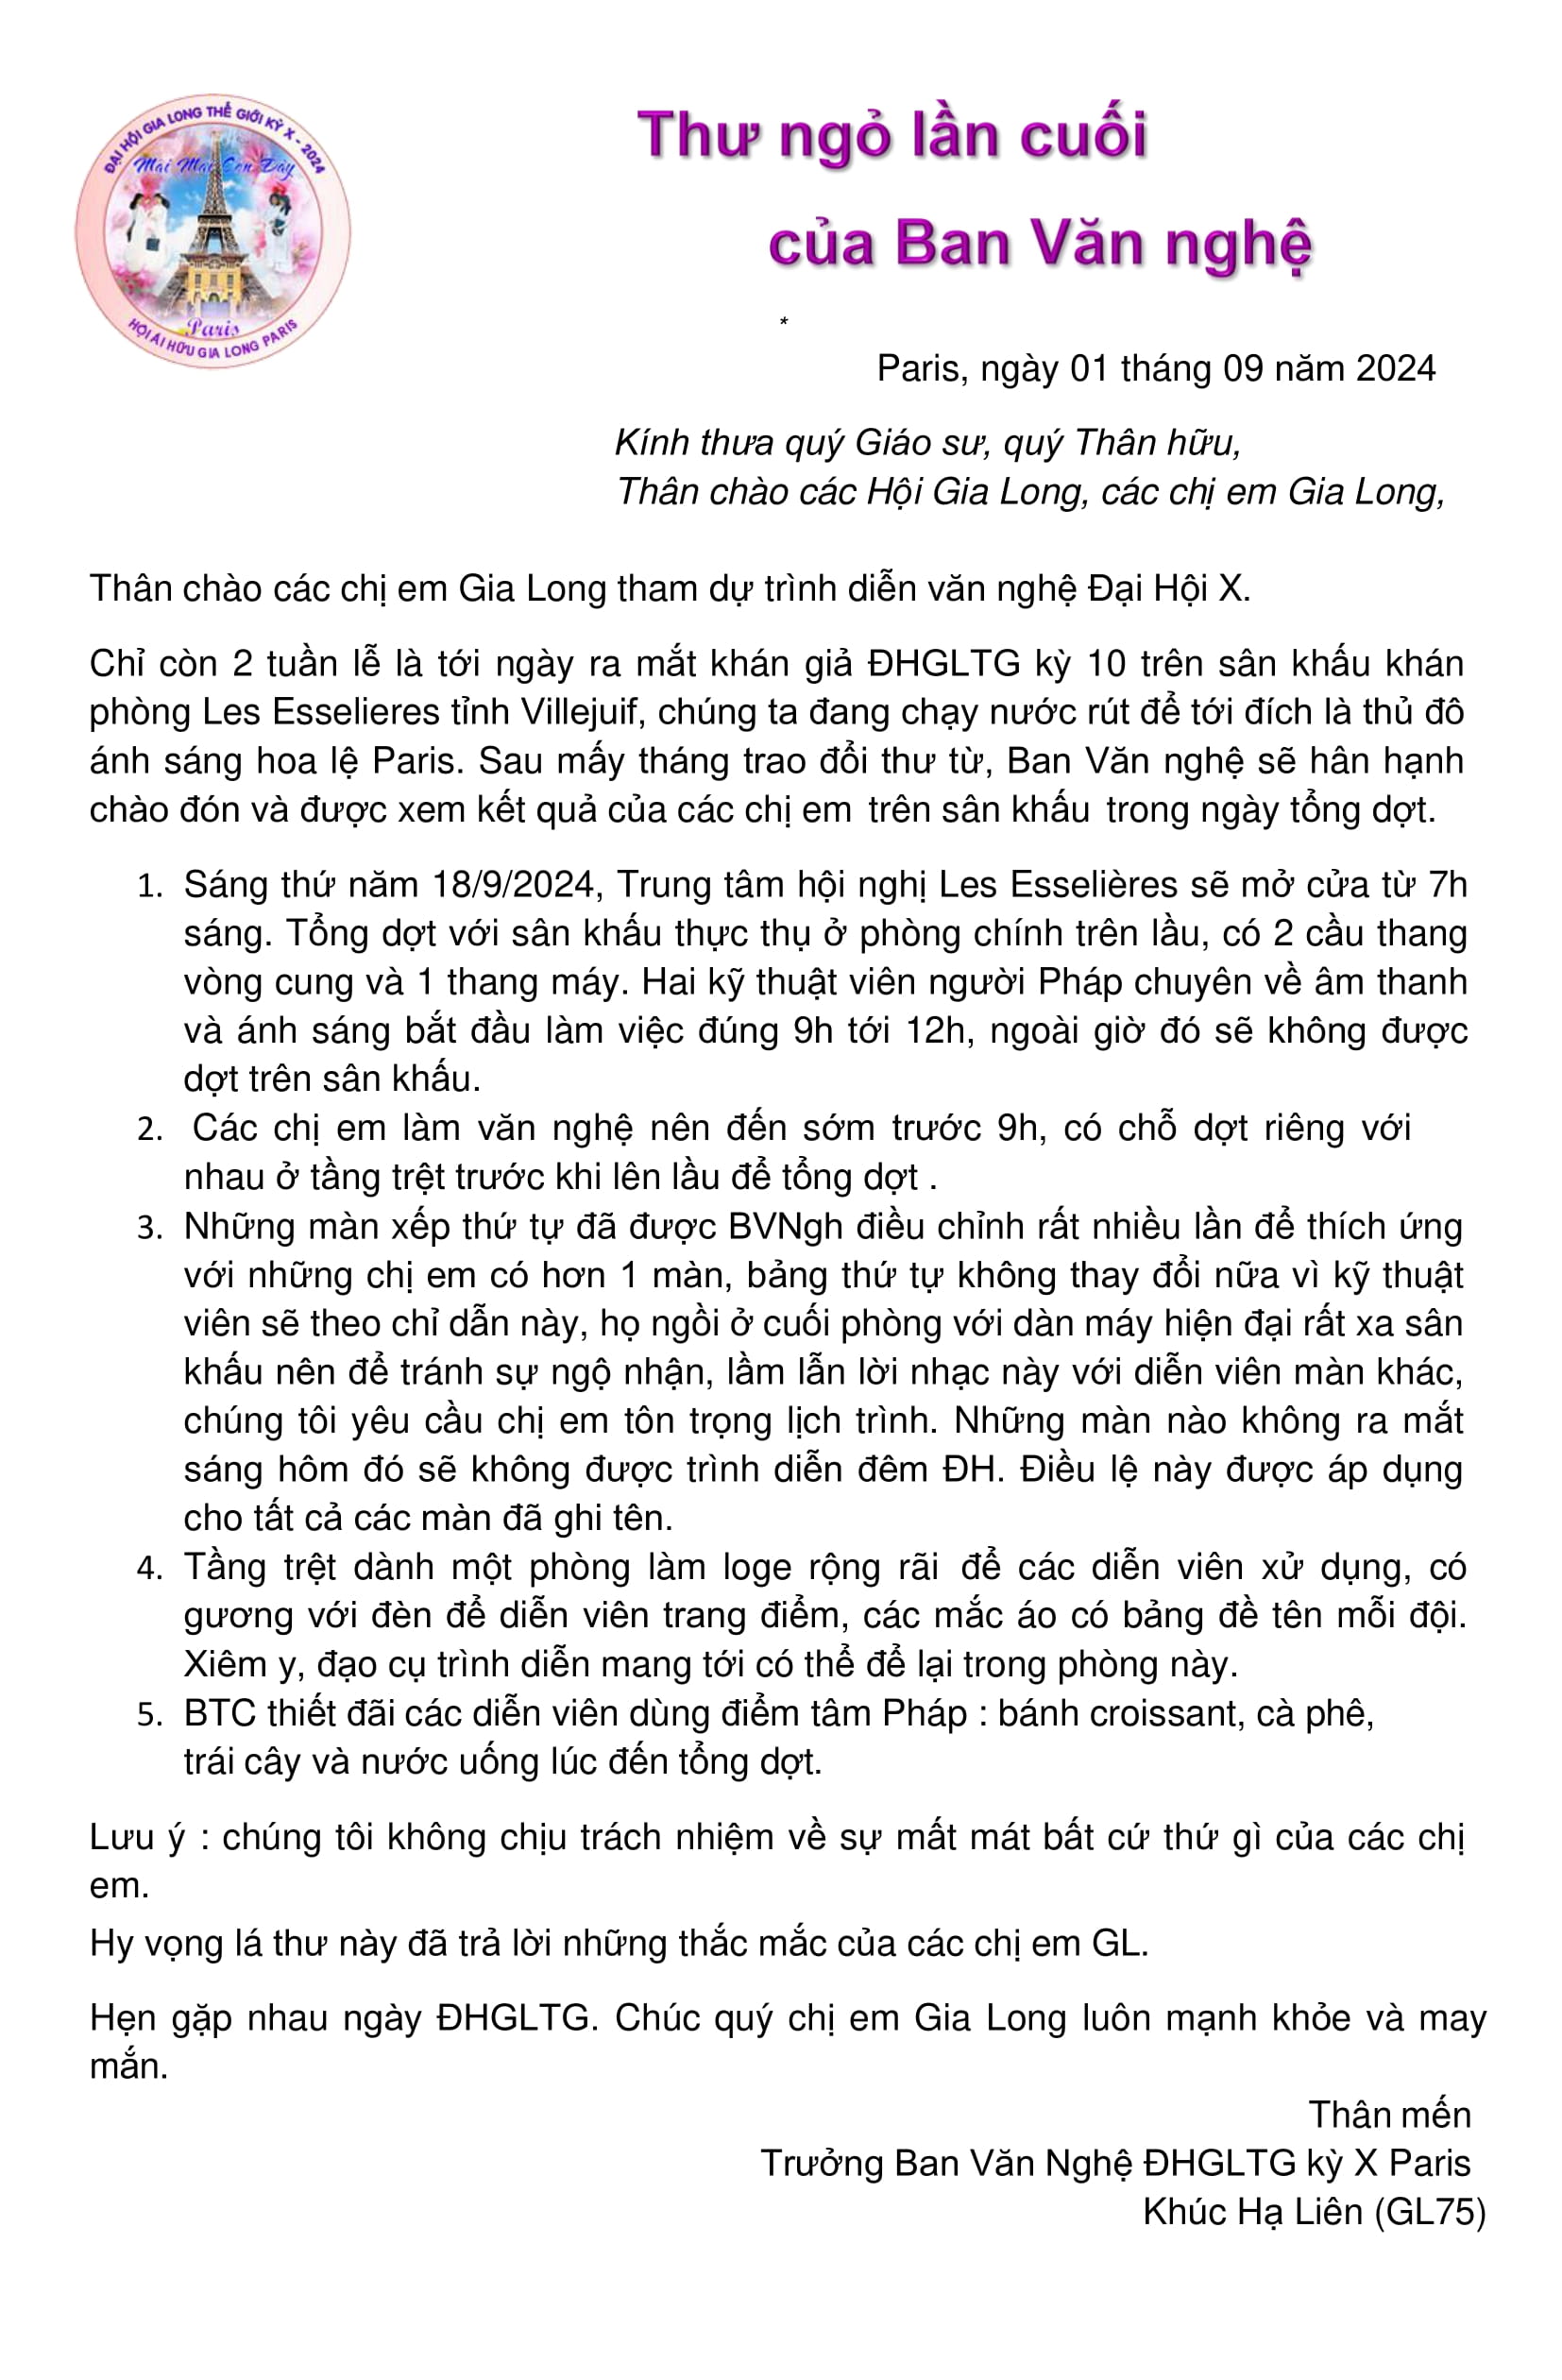 ĐẠI HỘI GIA LONG THẾ GIỚI KỲ X - 2024
Mai Mai Con Đây
Paris
HỘI ÁI HỮU GIA LONG PARIS
Thư ngỏ lần cuối
của Ban Văn nghệ
*
Paris, ngày 01 tháng 09 năm 2024
Kính thưa quý Giáo sư, quý Thân hữu,
Thân chào các Hội Gia Long, các chị em Gia Long,
Thân chào các chị em Gia Long tham dự trình diễn văn nghệ Đại Hội X.
Chỉ còn 2 tuần lễ là tới ngày ra mắt khán giả ĐHGLTG kỳ 10 trên sân khấu khán
phòng Les Esselieres tỉnh Villejuif, chúng ta đang chạy nước rút để tới đích là thủ đô
ánh sáng hoa lệ Paris. Sau mấy tháng trao đổi thư từ, Ban Văn nghệ sẽ hân hạnh
chào đón và được xem kết quả của các chị em trên sân khấu trong ngày tổng dợt.
1. Sáng thứ năm 18/9/2024, Trung tâm hội nghị Les Esselières sẽ mở cửa từ 7h
sáng. Tổng dợt với sân khấu thực thụ ở phòng chính trên lầu, có 2 cầu thang
vòng cung và 1 thang máy. Hai kỹ thuật viên người Pháp chuyên về âm thanh
và ánh sáng bắt đầu làm việc đúng 9h tới 12h, ngoài giờ đó sẽ không được
dợt trên sân khấu.
2. Các chị em làm văn nghệ nên đến sớm trước 9h, có chỗ dợt riêng với
nhau ở tầng trệt trước khi lên lầu để tổng dợt .
3. Những màn xếp thứ tự đã được BVNgh điều chỉnh rất nhiều lần để thích ứng
với những chị em có hơn 1 màn, bảng thứ tự không thay đổi nữa vì kỹ thuật
viên sẽ theo chỉ dẫn này, họ ngồi ở cuối phòng với dàn máy hiện đại rất xa sân
khấu nên để tránh sự ngộ nhận, lầm lẫn lời nhạc này với diễn viên màn khác,
chúng tôi yêu cầu chị em tôn trọng lịch trình. Những màn nào không ra mắt
sáng hôm đó sẽ không được trình diễn đêm ĐH. Điều lệ này được áp dụng
cho tất cả các màn đã ghi tên.
4. Tầng trệt dành một phòng làm loge rộng rãi để các diễn viên xử dụng, có
gương với đèn để diễn viên trang điểm, các mắc áo có bảng đề tên mỗi đội.
Xiêm y, đạo cụ trình diễn mang tới có thể để lại trong phòng này.
5. BTC thiết đãi các diễn viên dùng điểm tâm Pháp : bánh croissant, cà phê,
trái cây và nước uống lúc đến tổng dợt.
Lưu ý : chúng tôi không chịu trách nhiệm về sự mất mát bất cứ thứ gì của các chị
em.
Hy vọng lá thư này đã trả lời những thắc mắc của các chị em GL.
Hẹn gặp nhau ngày ĐHGLTG. Chúc quý chị em Gia Long luôn mạnh khỏe và may
mắn.
Thân mến
Trưởng Ban Văn Nghệ ĐHGLTG kỳ X Paris
Khúc Hạ Liên (GL75)